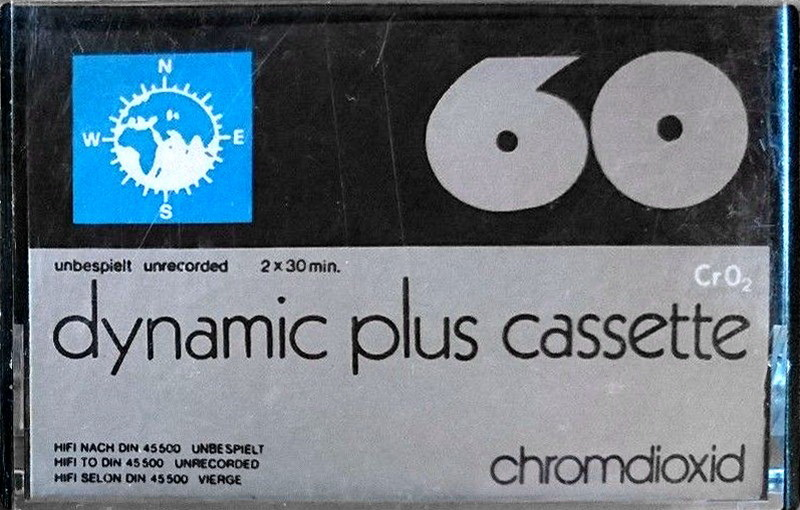 N
W E
S
60
unbespielt unrecorded 2 x 30 min.
CrO₂
dynamic plus cassette
HIFI NACH DIN 45500 UNBESPIELT
HIFI TO DIN 45500 UNRECORDED
HIFI SELON DIN 45500 VIERGE
chromdioxid